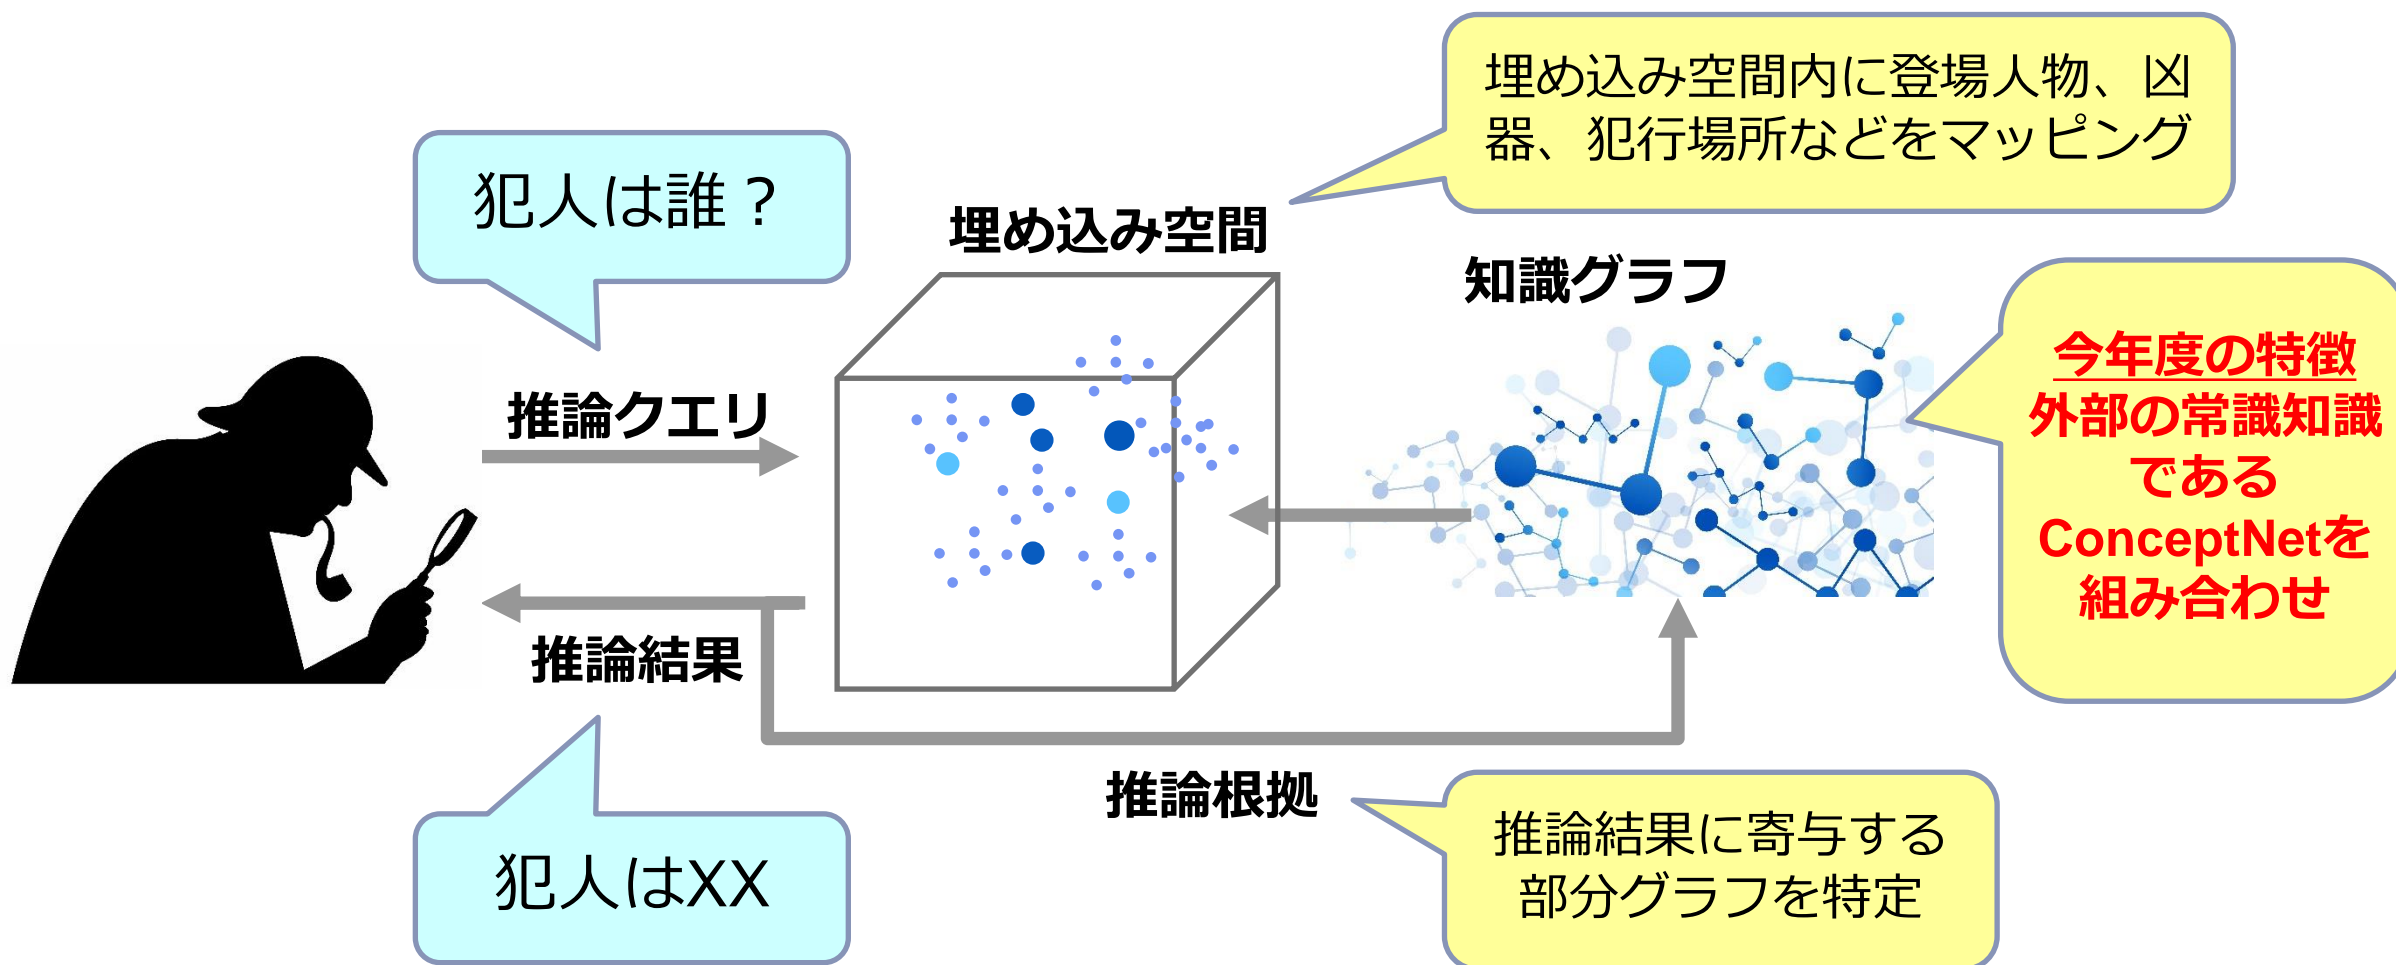 埋め込み空間内に登場人物、凶
器、犯行場所などをマッピング
犯人は誰？
埋め込み空間
知識グラフ
今年度の特徴
外部の常識知識
である
ConceptNetを
組み合わせ
推論クエリ
推論結果
推論根拠
犯人はXX
推論結果に寄与する
部分グラフを特定